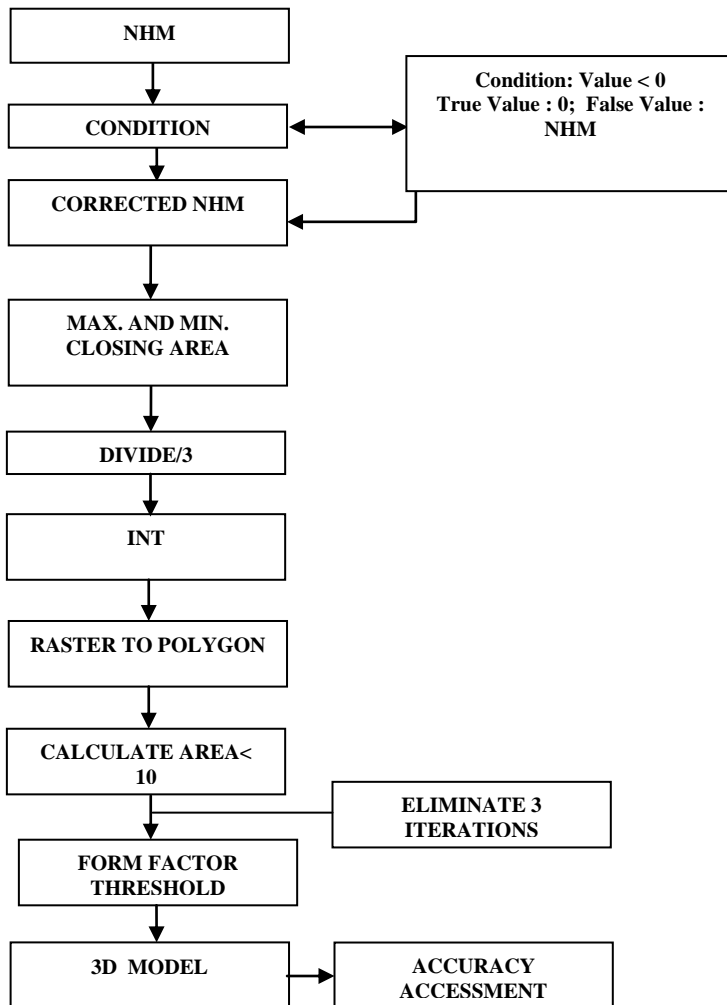 NHM
Condition: Value < 0
True Value : 0; False Value :
NHM
CONDITION
CORRECTED NHM
MAX. AND MIN.
CLOSING AREA
DIVIDE/3
INT
RASTER TO POLYGON
CALCULATE AREA<
10
ELIMINATE 3
ITERATIONS
FORM FACTOR
THRESHOLD
3D MODEL
ACCURACY
ACCESSMENT